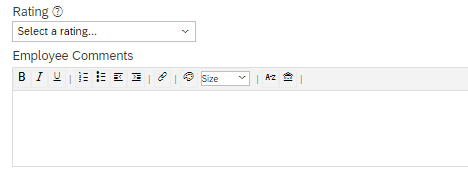 Rating ?
Select a rating...
Employee Comments
B I U | | | Size | A-z |